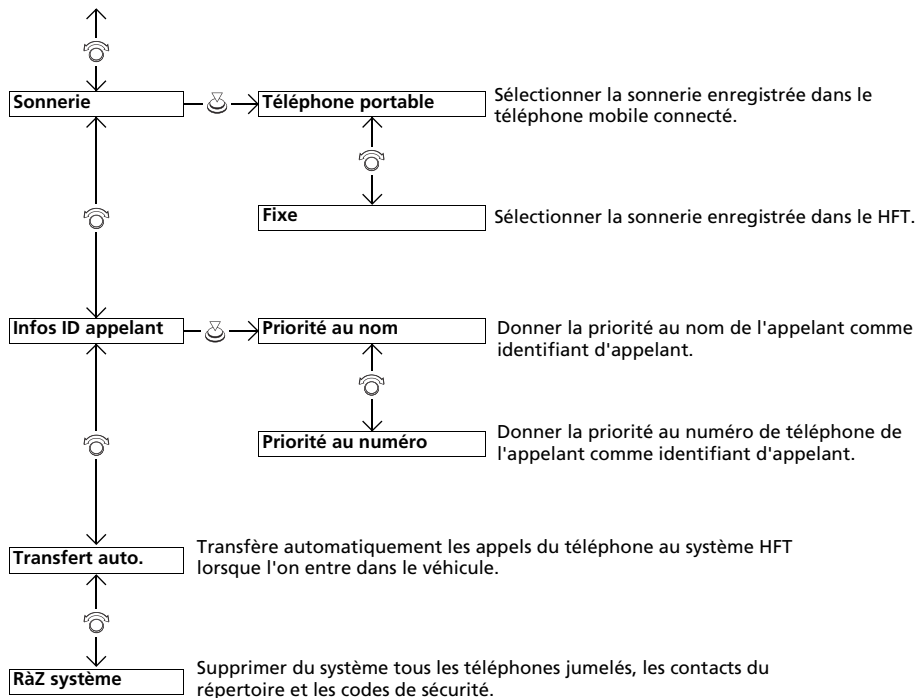 Sonnerie
Téléphone portable
Sélectionner la sonnerie enregistrée dans le
téléphone mobile connecté.
Fixe
Sélectionner la sonnerie enregistrée dans le HFT.
Infos ID appelant
Priorité au nom
Donner la priorité au nom de l'appelant comme
identifiant d'appelant.
Priorité au numéro
Donner la priorité au numéro de téléphone de
l'appelant comme identifiant d'appelant.
Transfert auto.
Transfère automatiquement les appels du téléphone au système HFT
lorsque l'on entre dans le véhicule.
RàZ système
Supprimer du système tous les téléphones jumelés, les contacts du
répertoire et les codes de sécurité.